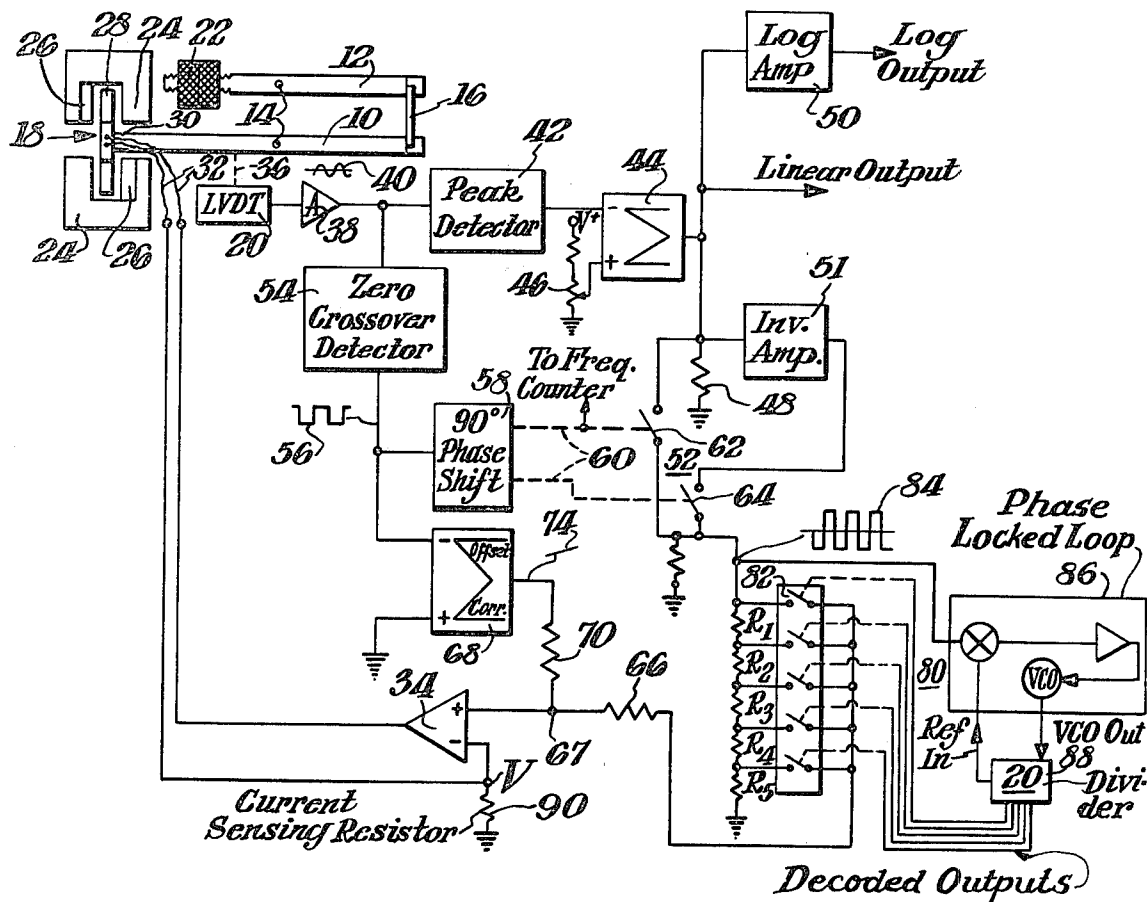 28
24
26
22
12
14
16
10
30
18
32
36
40
LVDT
20
A
38
24
26
42
Peak
Detector
44
-
Σ
+
V+
46
Log
Amp
50
Log
Output
Linear Output
51
Inv.
Amp.
48
54
Zero
Crossover
Detector
56
58
90°
Phase
Shift
To Freq.
Counter
60
62
52
64
84
Phase
Locked Loop
86
74
-
Offset
Σ
Corr.
+
68
70
66
67
82
R1
R2
R3
R4
R5
80
VCO
Ref
In
VCO Out
88
20
Divi-
der
34
+
-
V
Current
Sensing Resistor
90
Decoded Outputs